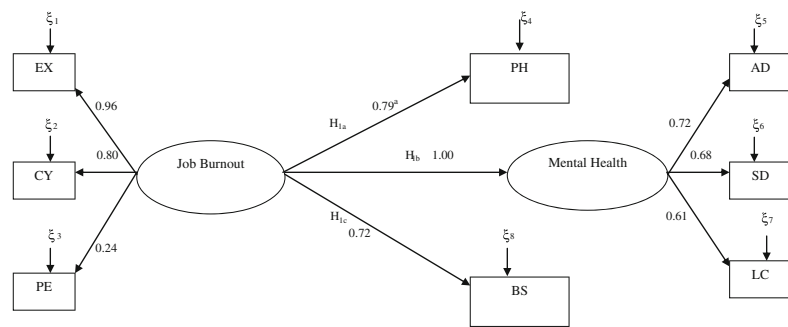 ξ1
EX
0.96
ξ2
CY
0.80
ξ3
PE
0.24
Job Burnout
H1a
0.79a
ξ4
PH
H1b 1.00
Mental Health
H1c
0.72
ξ8
BS
ξ5
AD
0.72
ξ6
SD
0.68
ξ7
LC
0.61